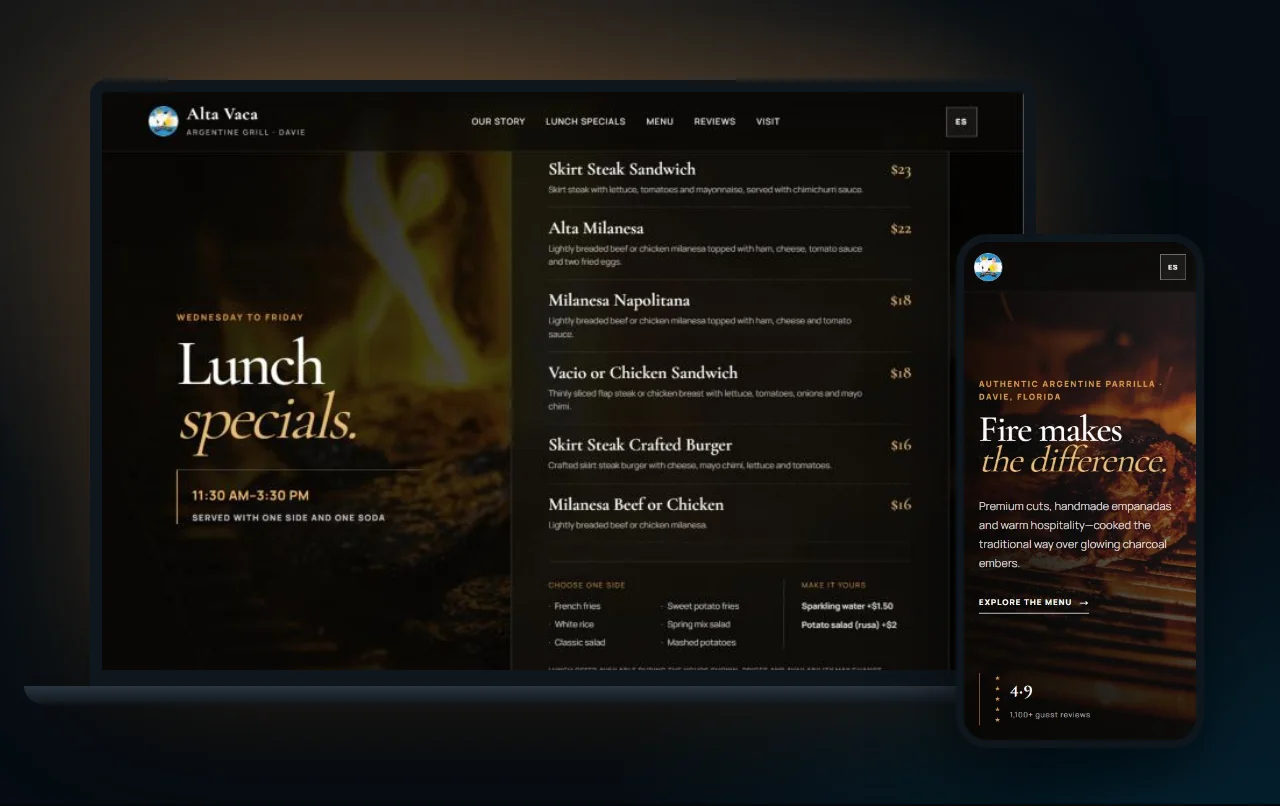 Alta Vaca
ARGENTINE GRILL · DAVIE
OUR STORY LUNCH SPECIALS MENU REVIEWS VISIT
ES
WEDNESDAY TO FRIDAY
Lunch
specials.
11:30 AM–3:30 PM
SERVED WITH ONE SIDE AND ONE SODA
Skirt Steak Sandwich $23
Skirt steak with lettuce, tomatoes and mayonnaise, served with chimichurri sauce.
Alta Milanesa $22
Lightly breaded beef or chicken milanesa topped with ham, cheese, tomato sauce
and two fried eggs.
Milanesa Napolitana $18
Lightly breaded beef or chicken milanesa topped with ham, cheese and tomato
sauce.
Vacio or Chicken Sandwich $18
Thinly sliced flap steak or chicken breast with lettuce, tomatoes, onions and mayo
chimi.
Skirt Steak Crafted Burger $16
Crafted skirt steak burger with cheese, mayo chimi, lettuce and tomatoes.
Milanesa Beef or Chicken $16
Lightly breaded beef or chicken milanesa.
CHOOSE ONE SIDE
· French fries · Sweet potato fries
· White rice · Spring mix salad
· Classic salad · Mashed potatoes
MAKE IT YOURS
Sparkling water +$1.50
Potato salad (rusa) +$2
ES
AUTHENTIC ARGENTINE PARRILLA ·
DAVIE, FLORIDA
Fire makes
the difference.
Premium cuts, handmade empanadas
and warm hospitality—cooked the
traditional way over glowing charcoal
embers.
EXPLORE THE MENU →
★★★★★ 4.9
1,100+ guest reviews